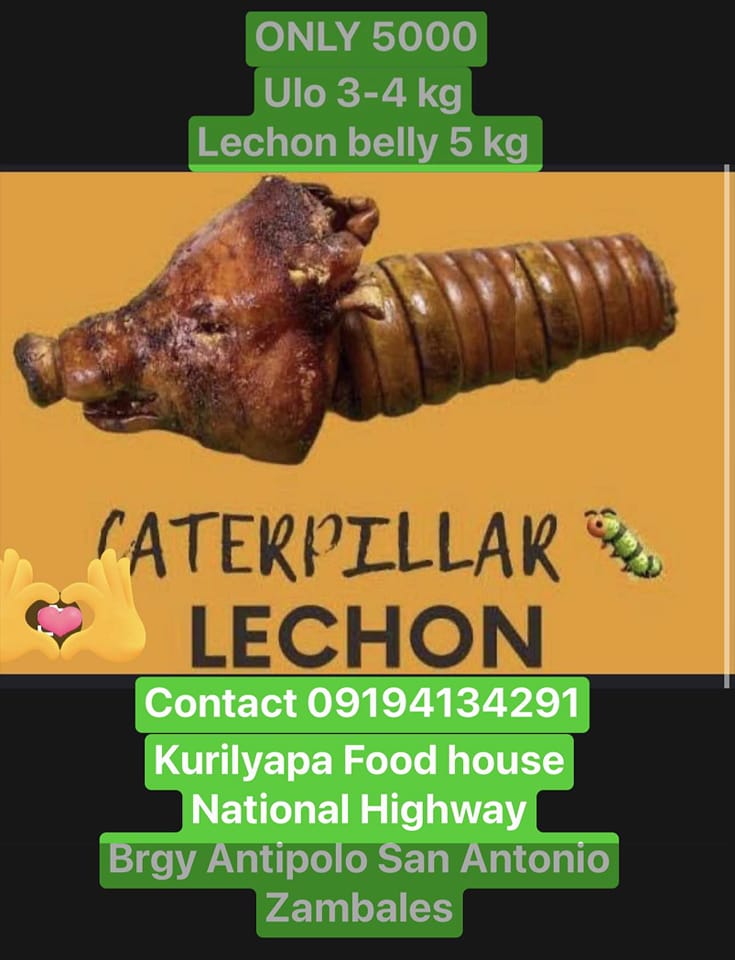 ONLY 5000
Ulo 3-4 kg
Lechon belly 5 kg
CATERPILLAR
LECHON
Contact 09194134291
Kurilyapa Food house
National Highway
Brgy Antipolo San Antonio
Zambales